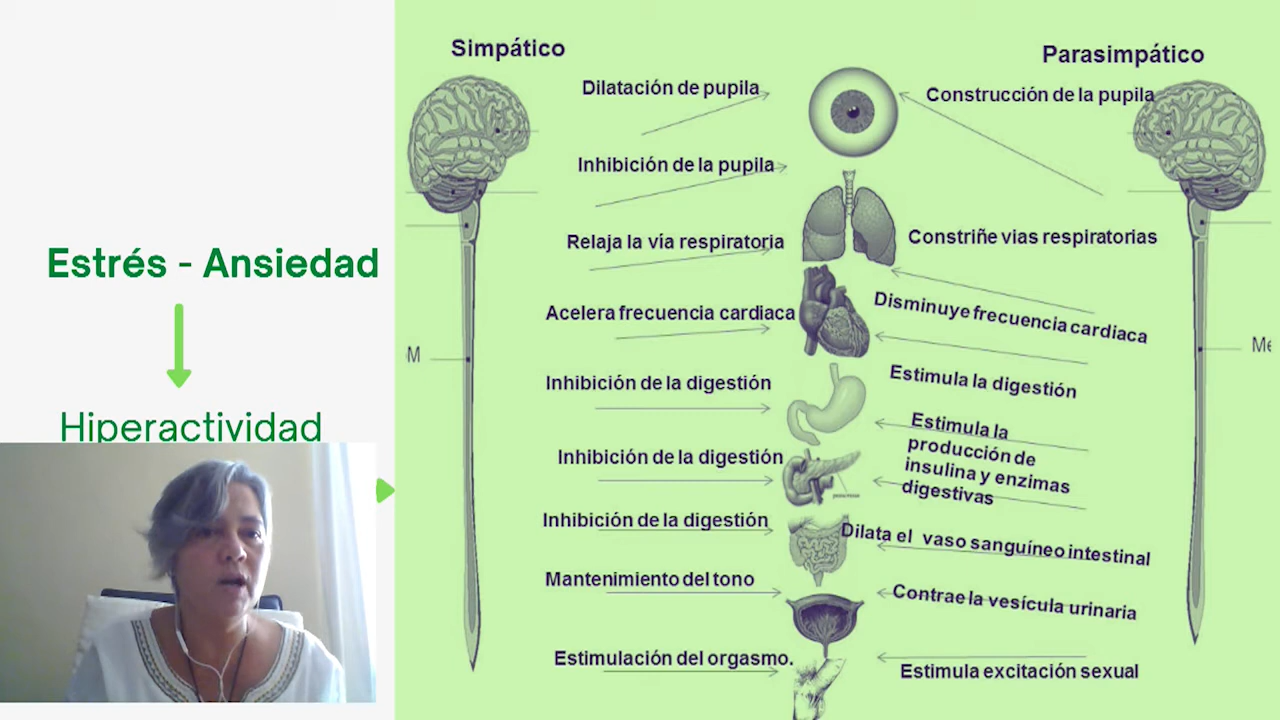 Estrés - Ansiedad
Hiperactividad
Simpático
Parasimpático
Dilatación de pupila
Construcción de la pupila
Inhibición de la pupila
Relaja la vía respiratoria
Constriñe vias respiratorias
Acelera frecuencia cardiaca
Disminuye frecuencia cardiaca
M
Me
Inhibición de la digestión
Estimula la digestión
Inhibición de la digestión
Estimula la
producción de
insulina y enzimas
digestivas
Inhibición de la digestión
Dilata el vaso sanguíneo intestinal
Mantenimiento del tono
Contrae la vesícula urinaria
Estimulación del orgasmo.
Estimula excitación sexual